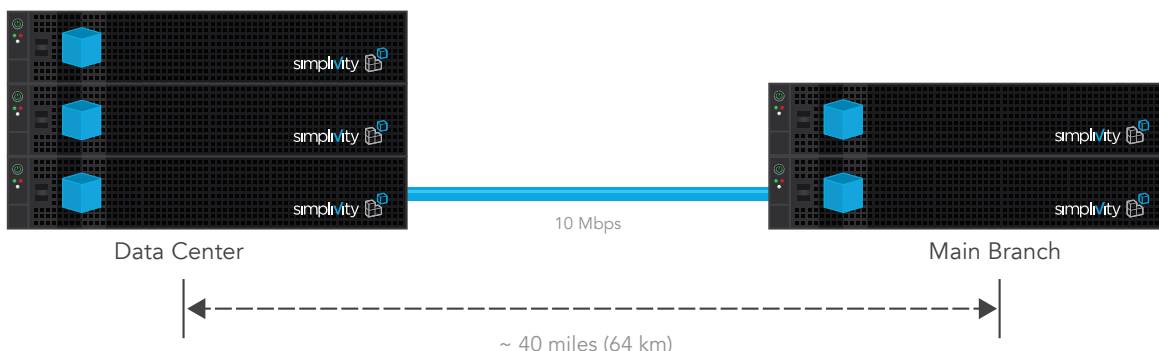 simplivity
simplivity
simplivity
simplivity
simplivity
10 Mbps
Data Center
Main Branch
~ 40 miles (64 km)